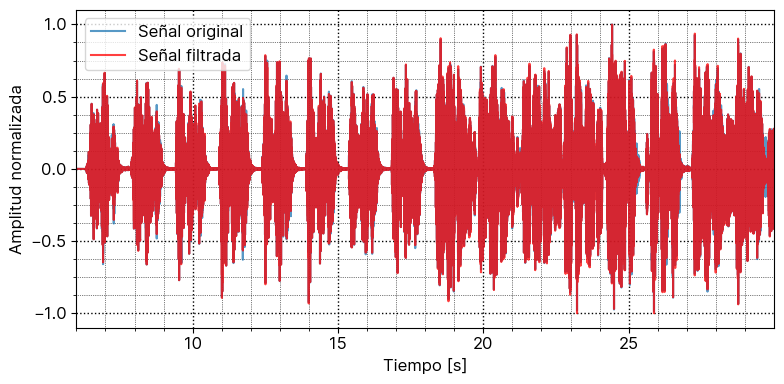 Señal original
Señal filtrada
Amplitud normalizada
1.0
0.5
0.0
−0.5
−1.0
10 15 20 25
Tiempo [s]